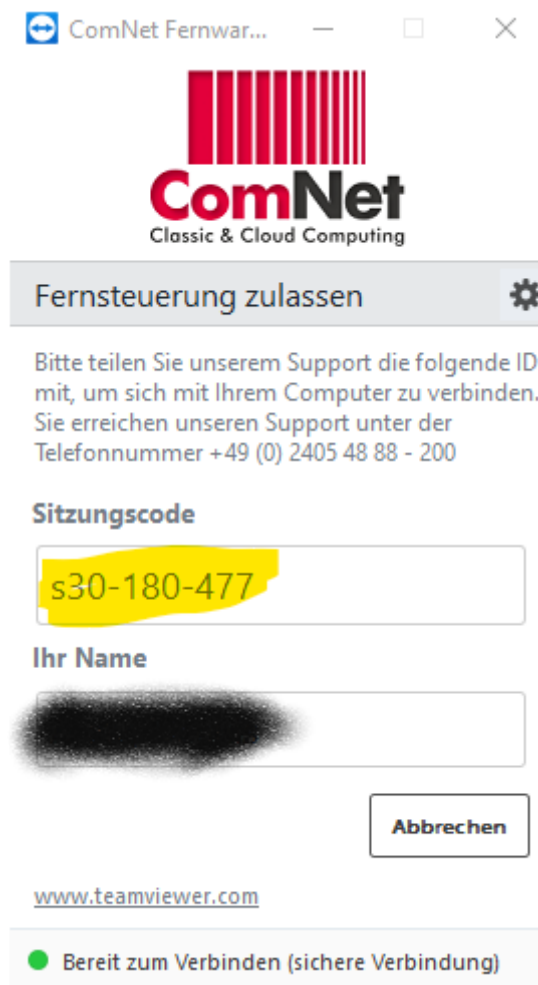 ComNet Fernwar...
ComNet
Classic & Cloud Computing
Fernsteuerung zulassen
Bitte teilen Sie unserem Support die folgende ID
mit, um sich mit Ihrem Computer zu verbinden.
Sie erreichen unseren Support unter der
Telefonnummer +49 (0) 2405 48 88 - 200
Sitzungscode
s30-180-477
Ihr Name
Abbrechen
www.teamviewer.com
Bereit zum Verbinden (sichere Verbindung)